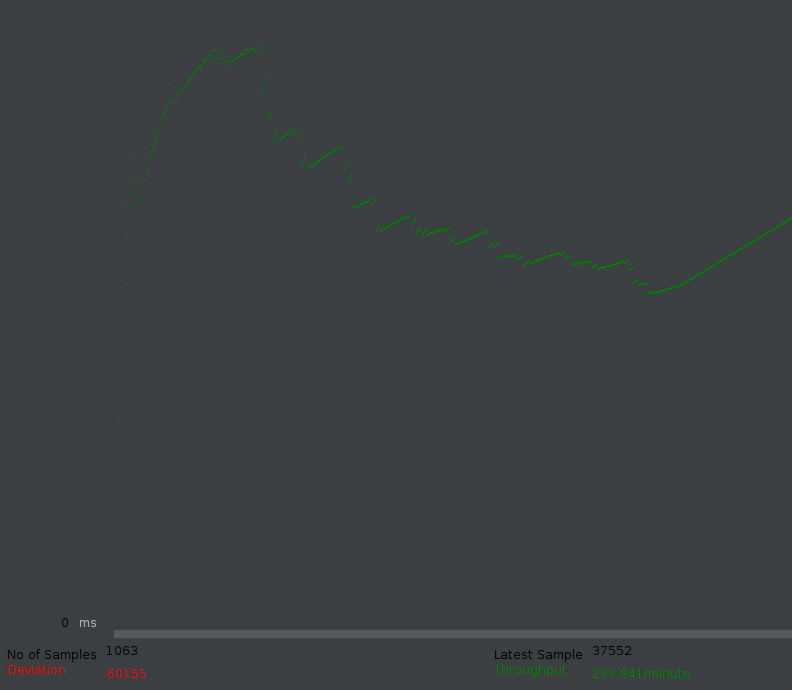 0 ms
No of Samples 1063 Latest Sample 37552
Deviation 60155 Throughput 299.841/minute